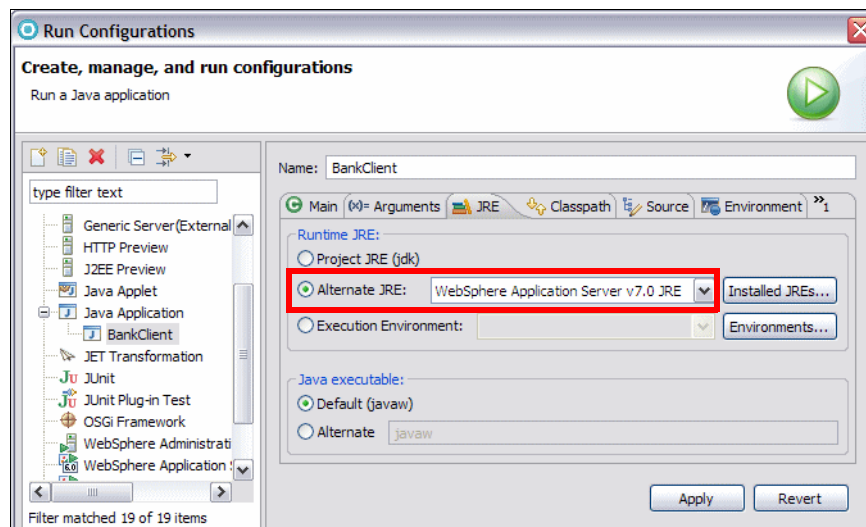 Run Configurations
Create, manage, and run configurations
Run a Java application
type filter text
Generic Server(External
HTTP Preview
J2EE Preview
Java Applet
Java Application
BankClient
JET Transformation
JUnit
JUnit Plug-in Test
OSGi Framework
WebSphere Administrati
WebSphere Application
Filter matched 19 of 19 items
Name: BankClient
Main (x)= Arguments JRE Classpath Source Environment »1
Runtime JRE:
Project JRE (jdk)
Alternate JRE: WebSphere Application Server v7.0 JRE Installed JREs...
Execution Environment: Environments...
Java executable:
Default (javaw)
Alternate javaw
Apply Revert